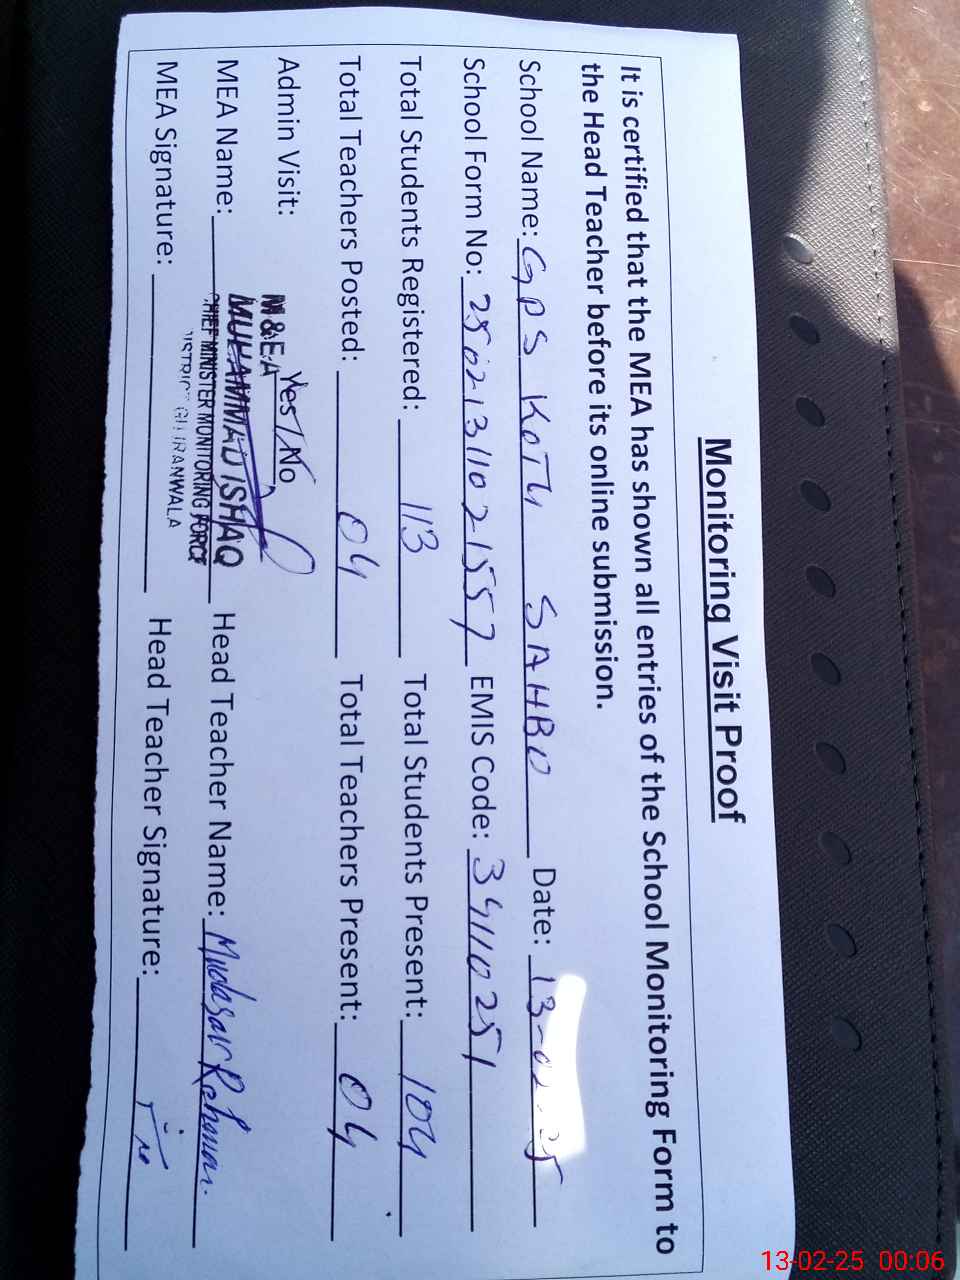 Monitoring Visit Proof
It is certified that the MEA has shown all entries of the School Monitoring Form to
the Head Teacher before its online submission.
School Name: GPS KOTLI SAHBU Date: 13-02-25
School Form No: 25021311021557 EMIS Code: 34110251
Total Students Registered: 113 Total Students Present: 104
Total Teachers Posted: 04 Total Teachers Present: 04
Admin Visit: Yes / No
M&E.A
MEA Name: MUHAMMAD ISHAQ Head Teacher Name: Mudasar Rehman.
CHIEF MINISTER MONITORING FORCE
DISTRICT GUJRANWALA
MEA Signature: Head Teacher Signature:
13-02-25 00:06